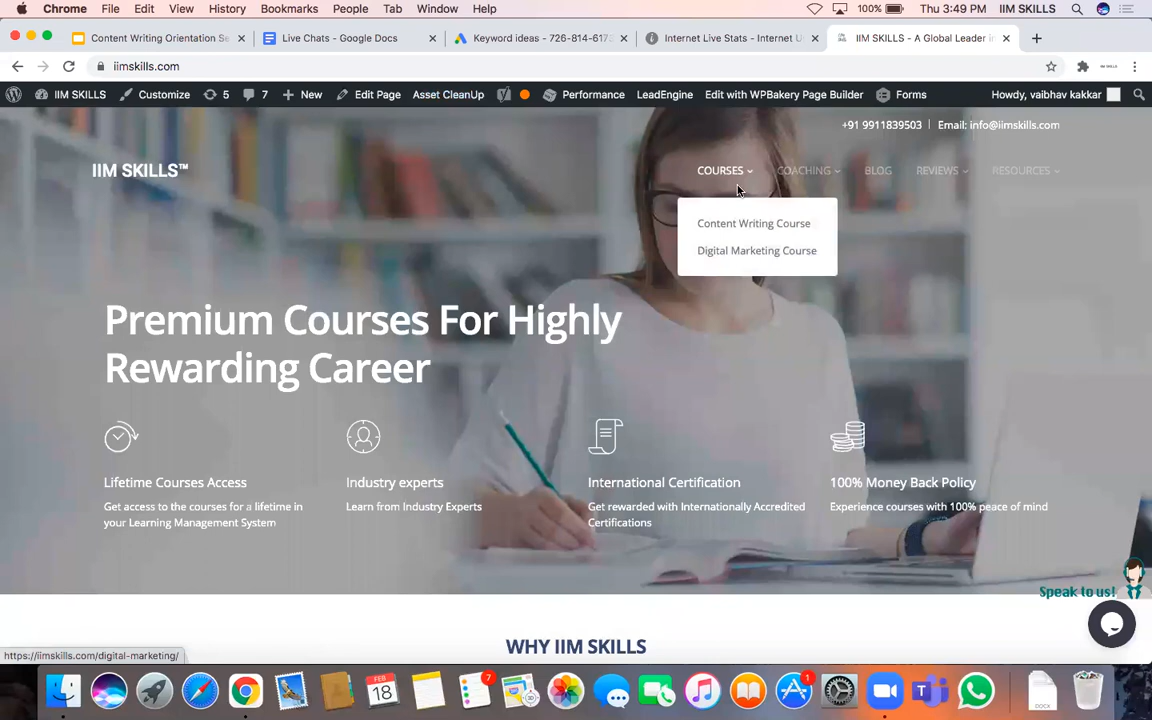 Chrome File Edit View History Bookmarks People Tab Window Help 100% Thu 3:49 PM IIM SKILLS
Content Writing Orientation Se
Live Chats - Google Docs
Keyword ideas - 726-814-617
Internet Live Stats - Internet U
IIM SKILLS - A Global Leader i
iimskills.com
IIM SKILLS Customize 5 7 New Edit Page Asset CleanUp Performance LeadEngine Edit with WPBakery Page Builder Forms Howdy, vaibhav kakkar
+91 9911839503 | Email: info@iimskills.com
IIM SKILLS™
COURSES COACHING BLOG REVIEWS RESOURCES
Content Writing Course
Digital Marketing Course
Premium Courses For Highly
Rewarding Career
Lifetime Courses Access
Get access to the courses for a lifetime in
your Learning Management System
Industry experts
Learn from Industry Experts
International Certification
Get rewarded with Internationally Accredited
Certifications
100% Money Back Policy
Experience courses with 100% peace of mind
Speak to us!
WHY IIM SKILLS
https://iimskills.com/digital-marketing/
FEB
18
7
1
DOCX